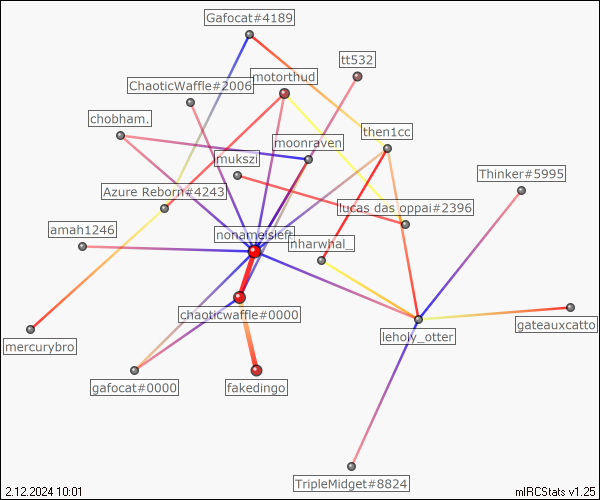 Gafocat#4189
tt532
motorthud
ChaoticWaffle#2006
chobham.
then1cc
moonraven
mukszi
Thinker#5995
Azure Reborn#4243
lucas das oppai#2396
amah1246
nonameisleft
nharwhal_
chaoticwaffle#0000
gateauxcatto
leholy_otter
mercurybro
gafocat#0000
fakedingo
TripleMidget#8824
2.12.2024 10:01
mIRCStats v1.25